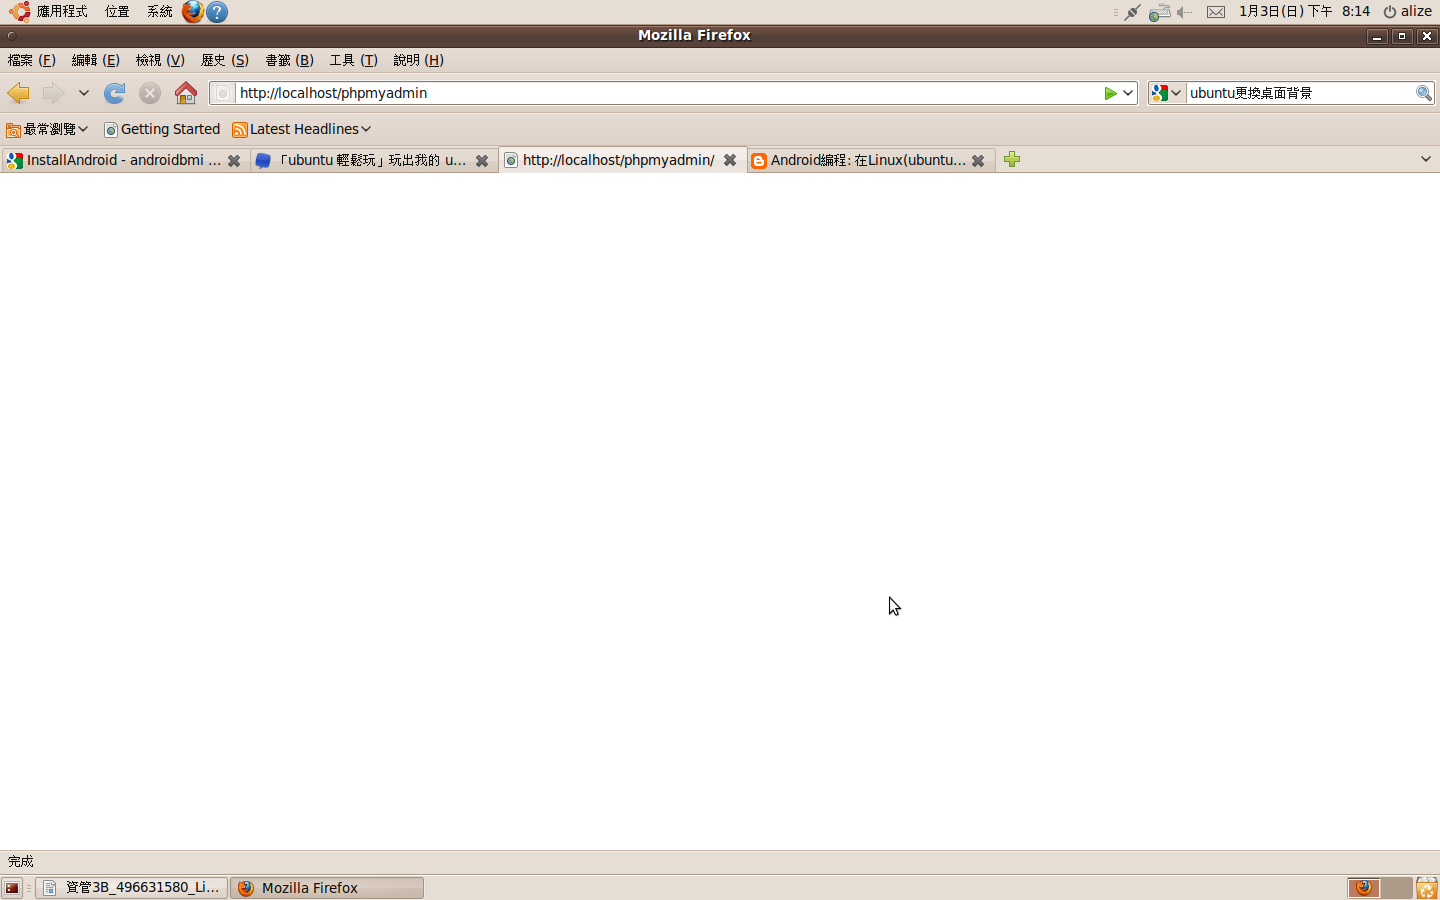 應用程式 位置 系統 1月3日(日) 下午 8:14 alize
Mozilla Firefox
檔案 (F) 編輯 (E) 檢視 (V) 歷史 (S) 書籤 (B) 工具 (T) 說明 (H)
http://localhost/phpmyadmin ubuntu更換桌面背景
最常瀏覽 Getting Started Latest Headlines
InstallAndroid - androidbmi ... 「ubuntu 輕鬆玩」玩出我的 u... http://localhost/phpmyadmin/ Android編程: 在Linux(ubuntu...
完成
資管3B_496631580_Li... Mozilla Firefox